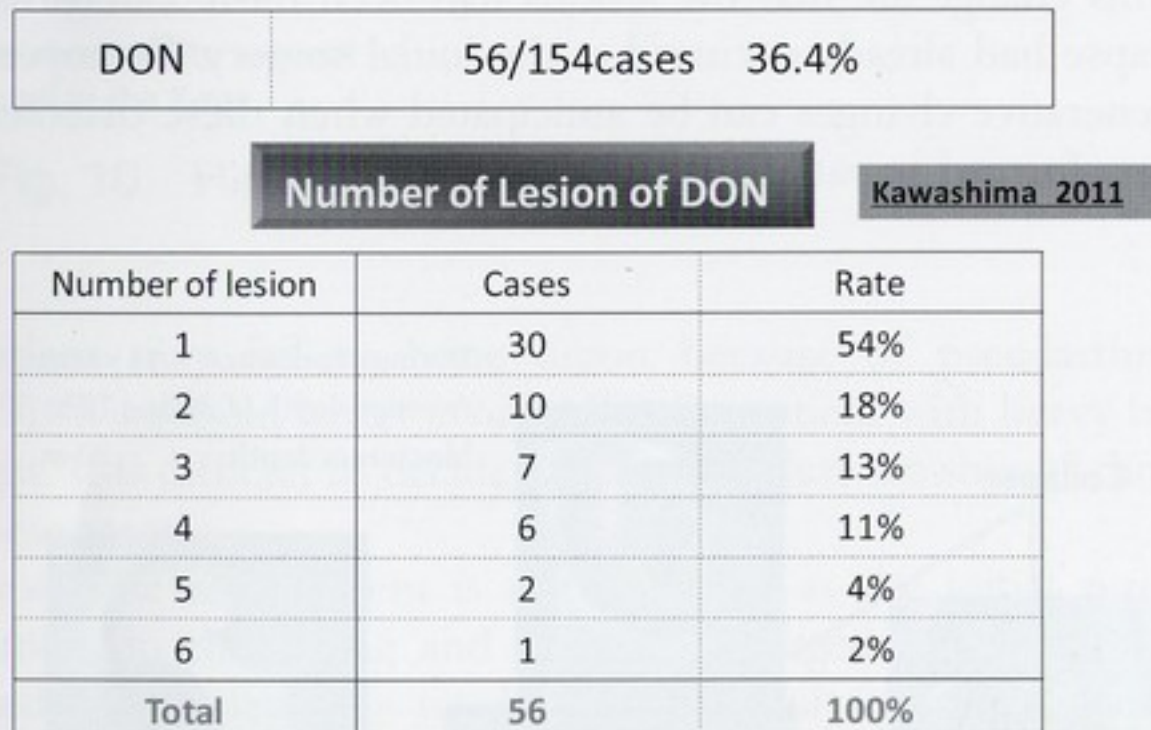 DON 56/154cases 36.4%
Number of Lesion of DON
Kawashima 2011
Number of lesion Cases Rate
1 30 54%
2 10 18%
3 7 13%
4 6 11%
5 2 4%
6 1 2%
Total 56 100%